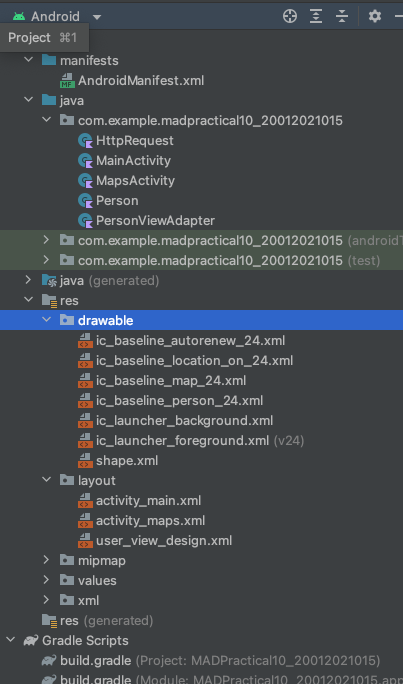 Android
Project ⌘1
manifests
AndroidManifest.xml
java
com.example.madpractical10_20012021015
HttpRequest
MainActivity
MapsActivity
Person
PersonViewAdapter
com.example.madpractical10_20012021015 (androidT
com.example.madpractical10_20012021015 (test)
java (generated)
res
drawable
ic_baseline_autorenew_24.xml
ic_baseline_location_on_24.xml
ic_baseline_map_24.xml
ic_baseline_person_24.xml
ic_launcher_background.xml
ic_launcher_foreground.xml (v24)
shape.xml
layout
activity_main.xml
activity_maps.xml
user_view_design.xml
mipmap
values
xml
res (generated)
Gradle Scripts
build.gradle (Project: MADPractical10_20012021015)
build.gradle (Module: MADPractical10_20012021015.app